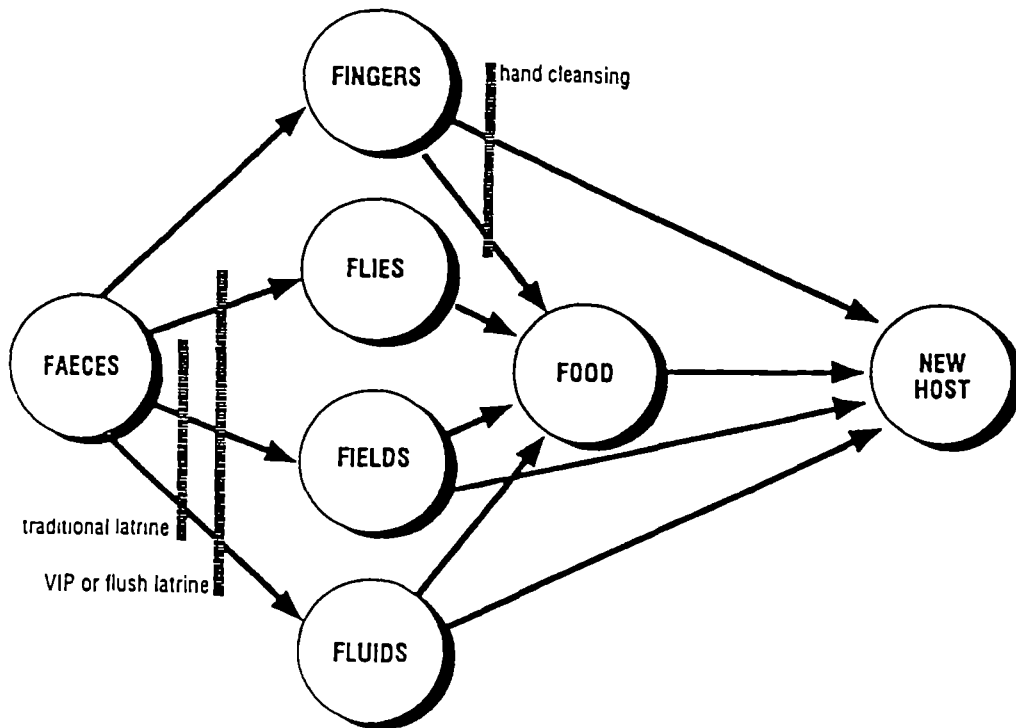 FINGERS
hand cleansing
FLIES
FAECES
FOOD
NEW
HOST
FIELDS
traditional latrine
VIP or flush latrine
FLUIDS